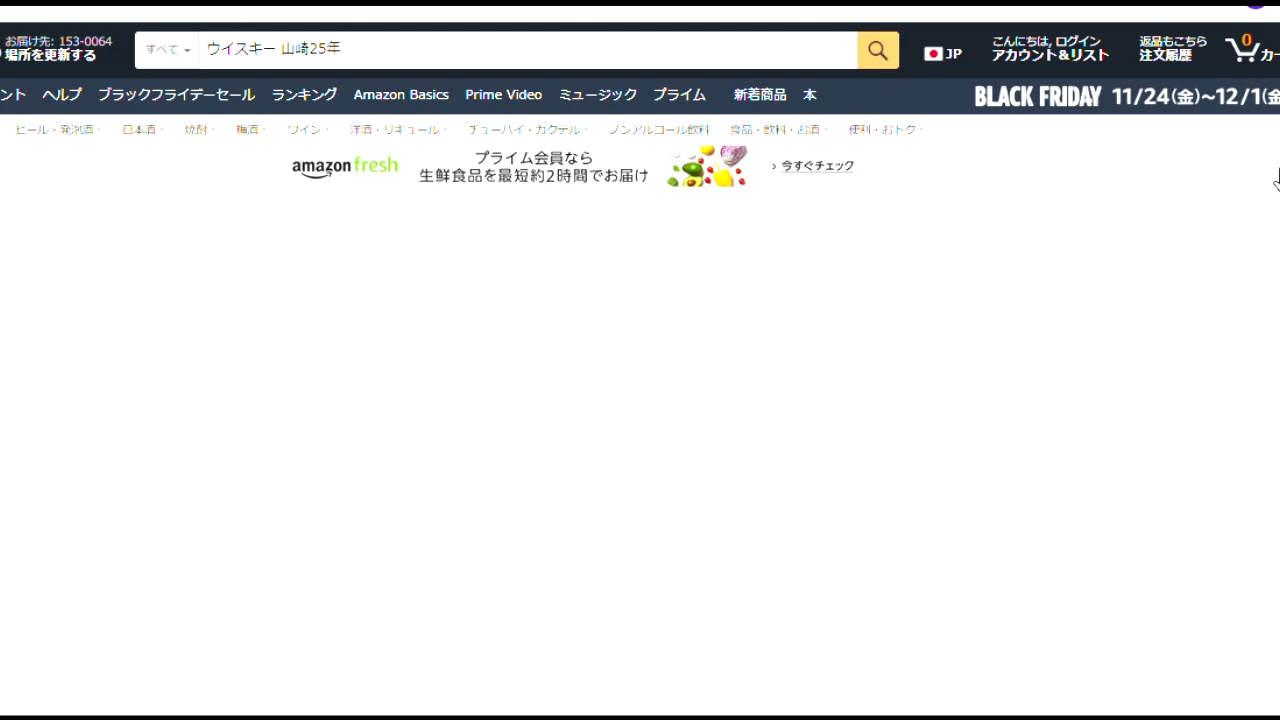 お届け先: 153-0064
場所を更新する
すべて
ウイスキー 山崎25年
JP
こんにちは, ログイン
アカウント&リスト
返品もこちら
注文履歴
0
カー
ント ヘルプ ブラックフライデーセール ランキング Amazon Basics Prime Video ミュージック プライム 新着商品 本
BLACK FRIDAY 11/24(金)~12/1(金
ビール・発泡酒 日本酒 焼酎 梅酒 ワイン 洋酒・リキュール チューハイ・カクテル ノンアルコール飲料 食品・飲料・お酒 便利・おトク
amazon fresh
プライム会員なら
生鮮食品を最短約2時間でお届け
› 今すぐチェック